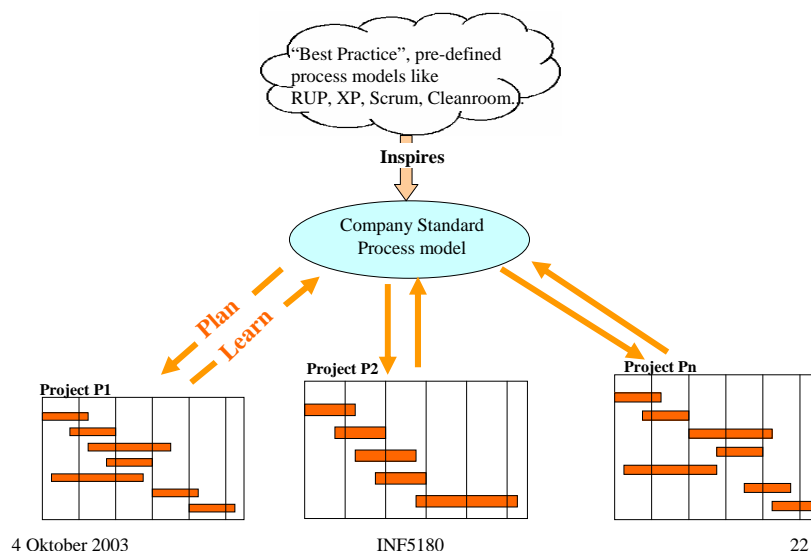 “Best Practice”, pre-defined
process models like
RUP, XP, Scrum, Cleanroom...
Inspires
Company Standard
Process model
Plan
Learn
Project P1
Project P2
Project Pn
4 Oktober 2003
INF5180
22